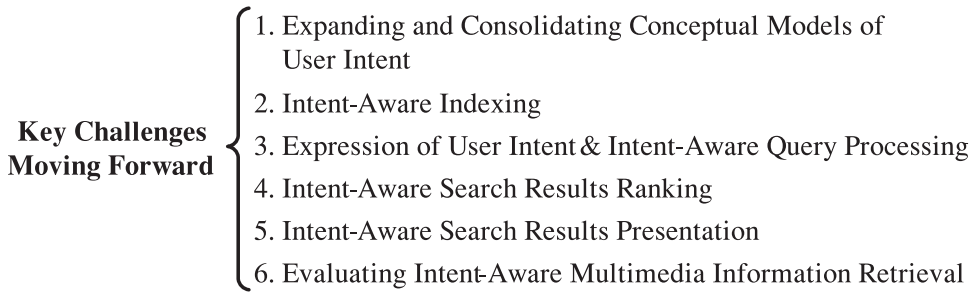 Key Challenges
Moving Forward
1. Expanding and Consolidating Conceptual Models of
User Intent
2. Intent-Aware Indexing
3. Expression of User Intent & Intent-Aware Query Processing
4. Intent-Aware Search Results Ranking
5. Intent-Aware Search Results Presentation
6. Evaluating Intent-Aware Multimedia Information Retrieval